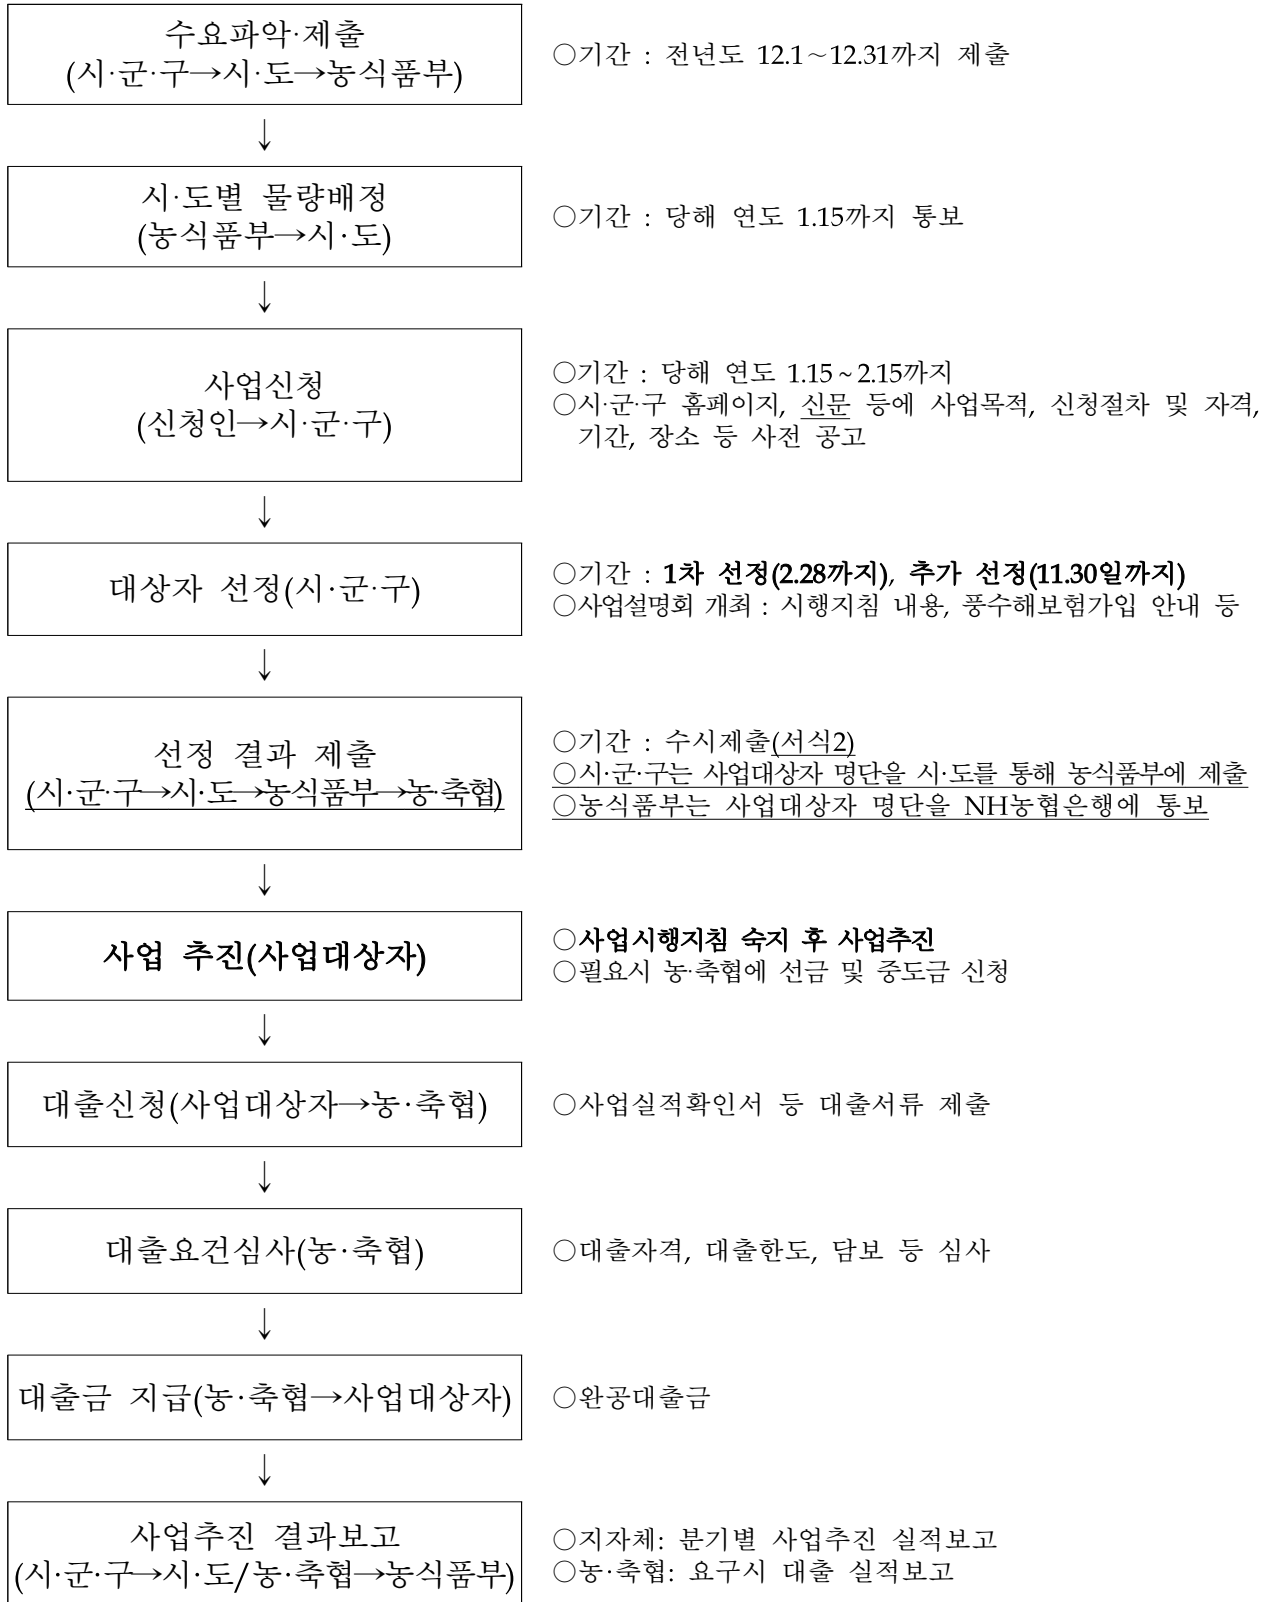 수요파악·제출
(시·군·구→시·도→농식품부)
○기간 : 전년도 12.1～12.31까지 제출
↓
시·도별 물량배정
(농식품부→시·도)
○기간 : 당해 연도 1.15까지 통보
↓
사업신청
(신청인→시·군·구)
○기간 : 당해 연도 1.15～2.15까지
○시·군·구 홈페이지, 신문 등에 사업목적, 신청절차 및 자격,
기간, 장소 등 사전 공고
↓
대상자 선정(시·군·구)
○기간 : 1차 선정(2.28까지), 추가 선정(11.30일까지)
○사업설명회 개최 : 시행지침 내용, 풍수해보험가입 안내 등
↓
선정 결과 제출
(시·군·구→시·도→농식품부→농·축협)
○기간 : 수시제출(서식2)
○시·군·구는 사업대상자 명단을 시·도를 통해 농식품부에 제출
○농식품부는 사업대상자 명단을 NH농협은행에 통보
↓
사업 추진(사업대상자)
○사업시행지침 숙지 후 사업추진
○필요시 농·축협에 선금 및 중도금 신청
↓
대출신청(사업대상자→농·축협)
○사업실적확인서 등 대출서류 제출
↓
대출요건심사(농·축협)
○대출자격, 대출한도, 담보 등 심사
↓
대출금 지급(농·축협→사업대상자)
○완공대출금
↓
사업추진 결과보고
(시·군·구→시·도/농·축협→농식품부)
○지자체: 분기별 사업추진 실적보고
○농·축협: 요구시 대출 실적보고